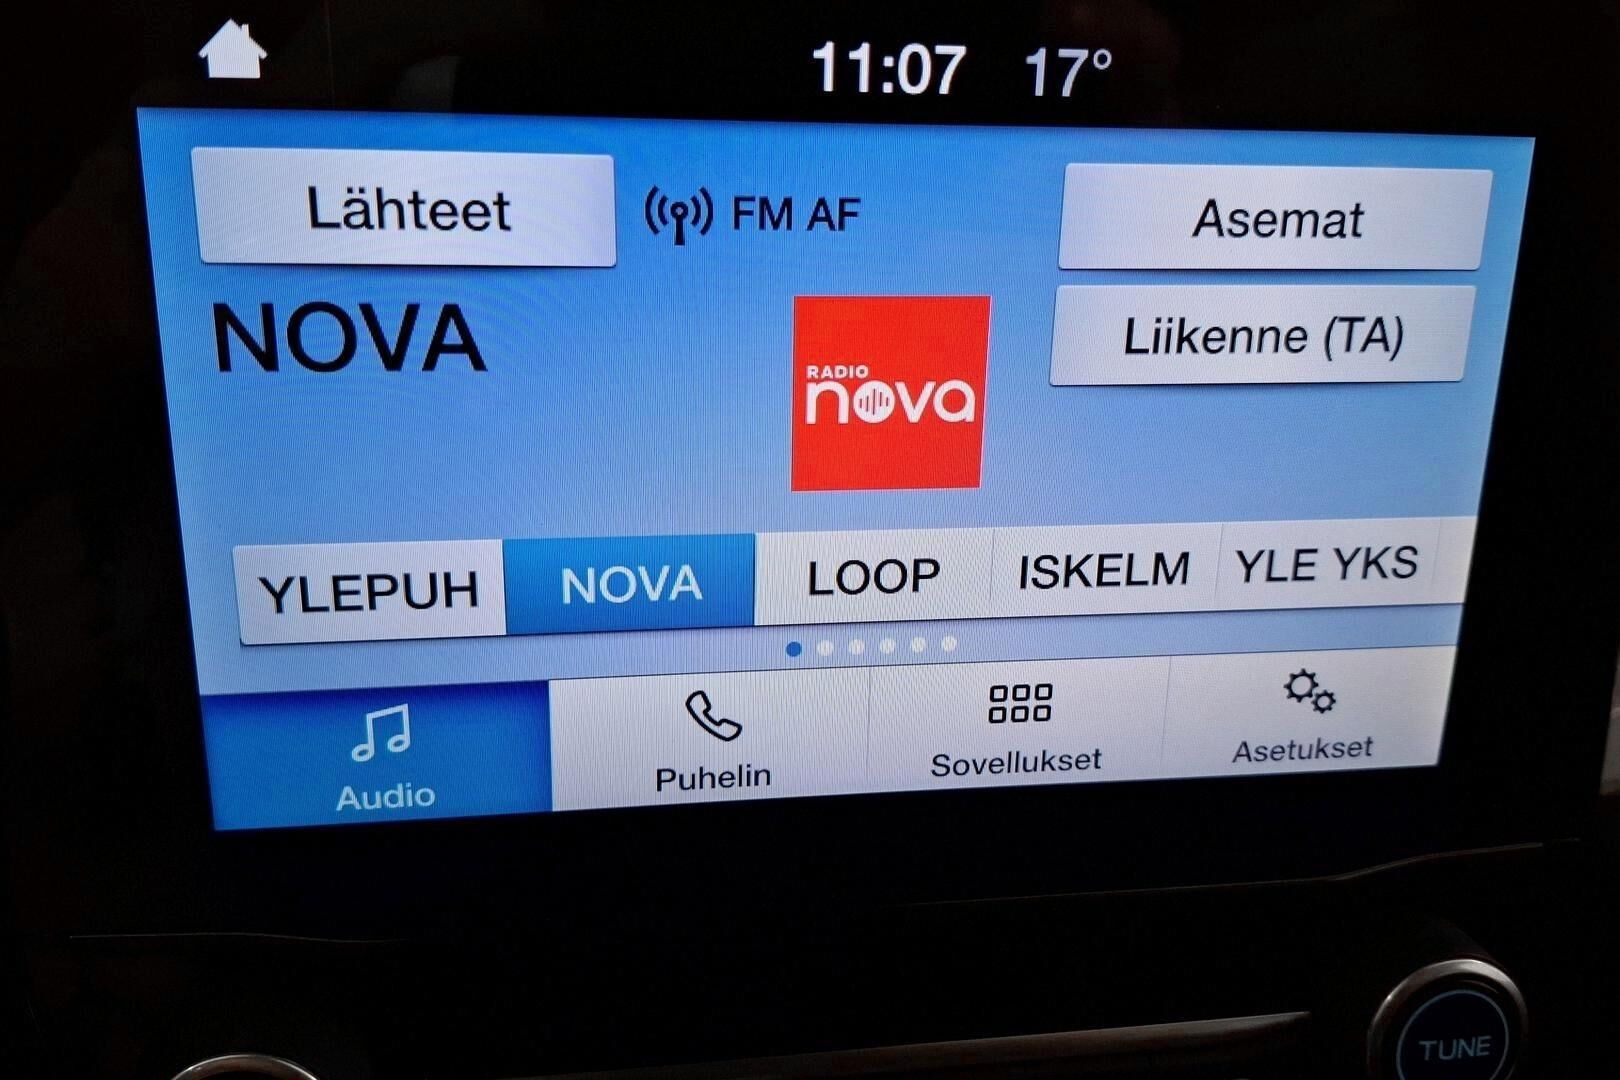 11:07 17°
Lähteet
FM AF
Asemat
NOVA
RADIO
nova
Liikenne (TA)
YLEPUH NOVA LOOP ISKELM YLE YKS
Audio Puhelin Sovellukset Asetukset
TUNE